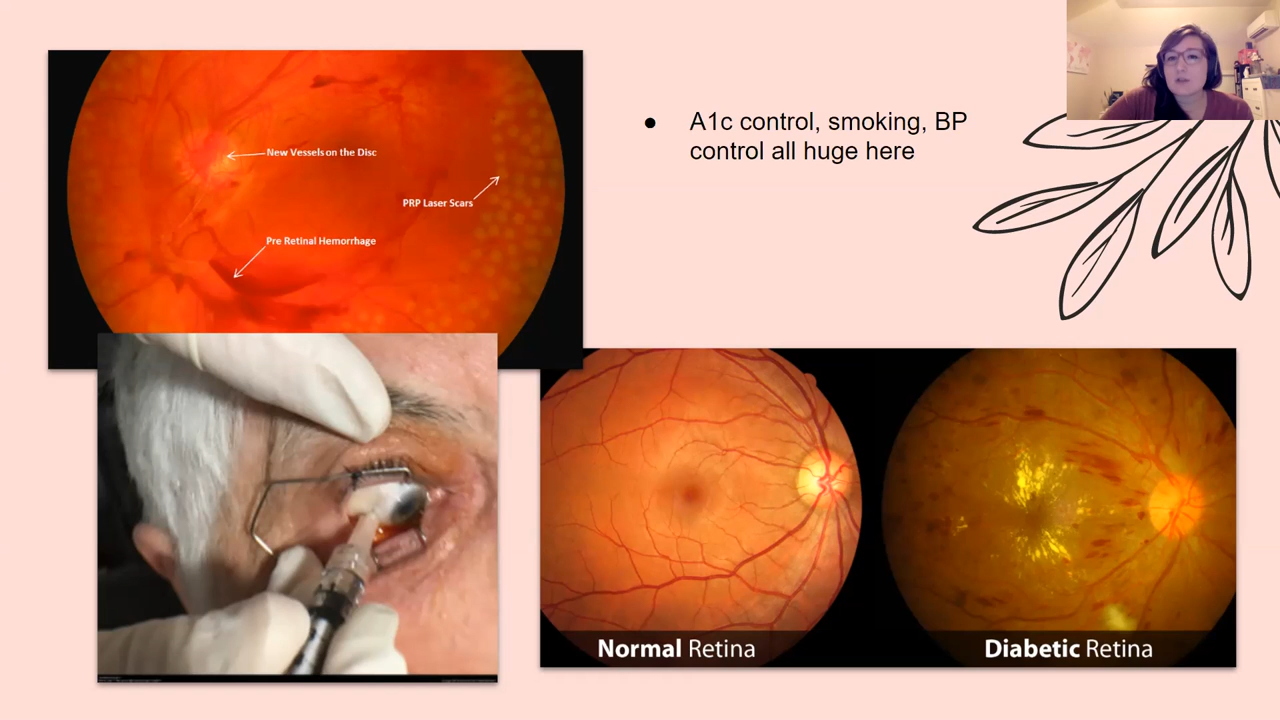 New Vessels on the Disc
PRP Laser Scars
Pre Retinal Hemorrhage
● A1c control, smoking, BP
control all huge here
Normal Retina
Diabetic Retina